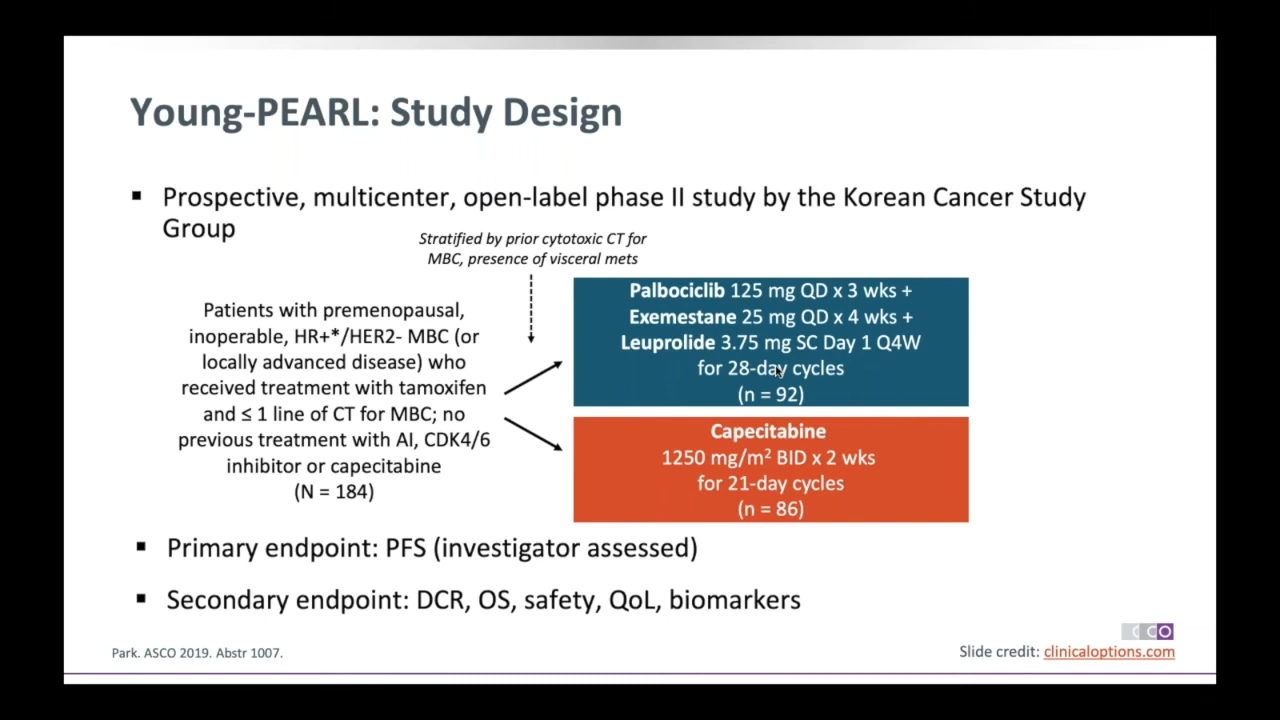 Young-PEARL: Study Design
▪ Prospective, multicenter, open-label phase II study by the Korean Cancer Study
Group
Stratified by prior cytotoxic CT for
MBC, presence of visceral mets
Patients with premenopausal,
inoperable, HR+*/HER2- MBC (or
locally advanced disease) who
received treatment with tamoxifen
and ≤ 1 line of CT for MBC; no
previous treatment with AI, CDK4/6
inhibitor or capecitabine
(N = 184)
Palbociclib 125 mg QD x 3 wks +
Exemestane 25 mg QD x 4 wks +
Leuprolide 3.75 mg SC Day 1 Q4W
for 28-day cycles
(n = 92)
Capecitabine
1250 mg/m² BID x 2 wks
for 21-day cycles
(n = 86)
▪ Primary endpoint: PFS (investigator assessed)
▪ Secondary endpoint: DCR, OS, safety, QoL, biomarkers
CCO
Park. ASCO 2019. Abstr 1007.
Slide credit: clinicaloptions.com